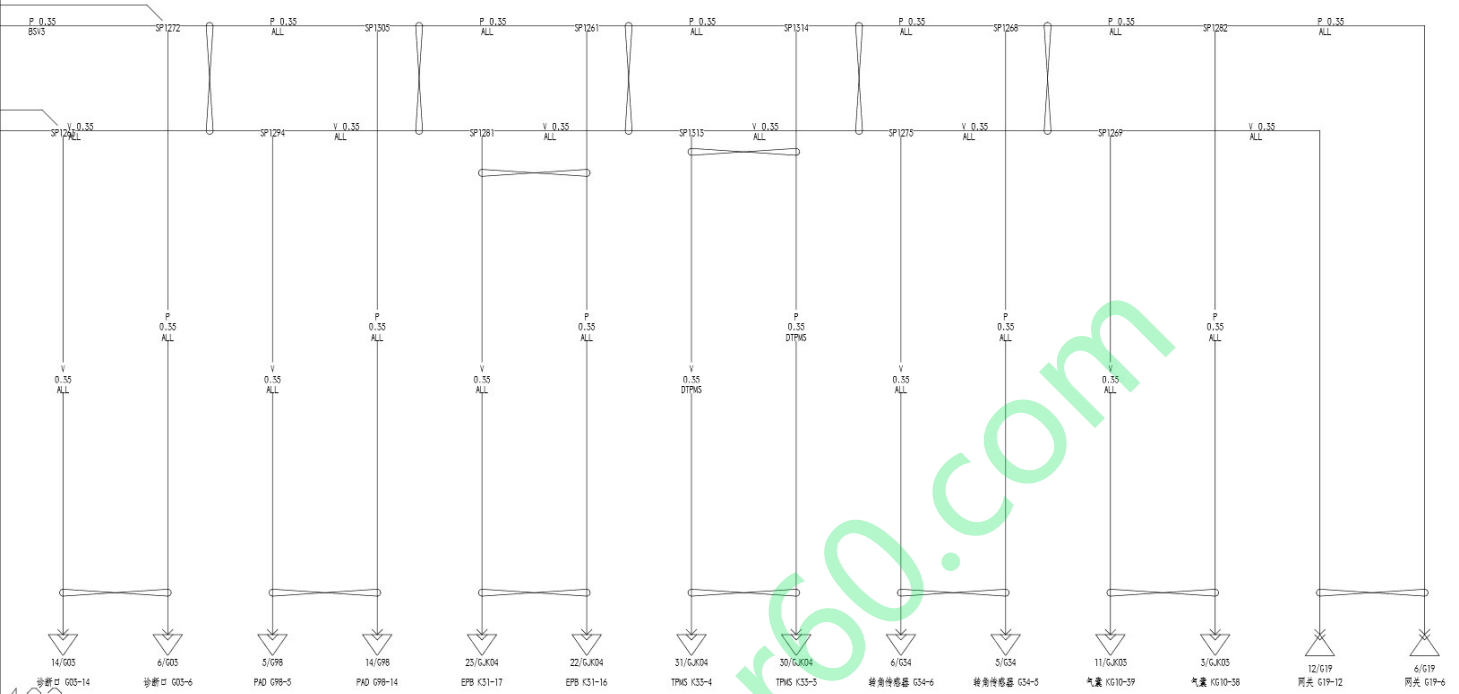 P 0.35
BSV3
SP1272
P 0.35
ALL
SP1305
P 0.35
ALL
SP1261
P 0.35
ALL
SP1314
P 0.35
ALL
SP1268
P 0.35
ALL
SP1282
P 0.35
ALL
V 0.35
ALL
SP1294
V 0.35
ALL
SP1281
V 0.35
ALL
SP1315
V 0.35
ALL
SP1275
V 0.35
ALL
SP1269
V 0.35
ALL
P
0.35
ALL
P
0.35
ALL
P
0.35
ALL
P
0.35
DTPMS
P
0.35
ALL
P
0.35
ALL
V
0.35
ALL
V
0.35
ALL
V
0.35
ALL
V
0.35
DTPMS
V
0.35
ALL
V
0.35
ALL
14/G03
6/G03
5/G98
14/G98
23/GJK04
22/GJK04
31/GJK04
30/GJK04
6/G34
5/G34
11/GJK03
3/GJK03
12/G19
6/G19
诊断口 G03-14
诊断口 G03-6
PAD G98-5
PAD G98-14
EPB K31-17
EPB K31-16
TPMS K33-4
TPMS K33-3
转角传感器 G34-6
转角传感器 G34-5
气囊 KG10-39
气囊 KG10-38
网关 G19-12
网关 G19-6
r60.com